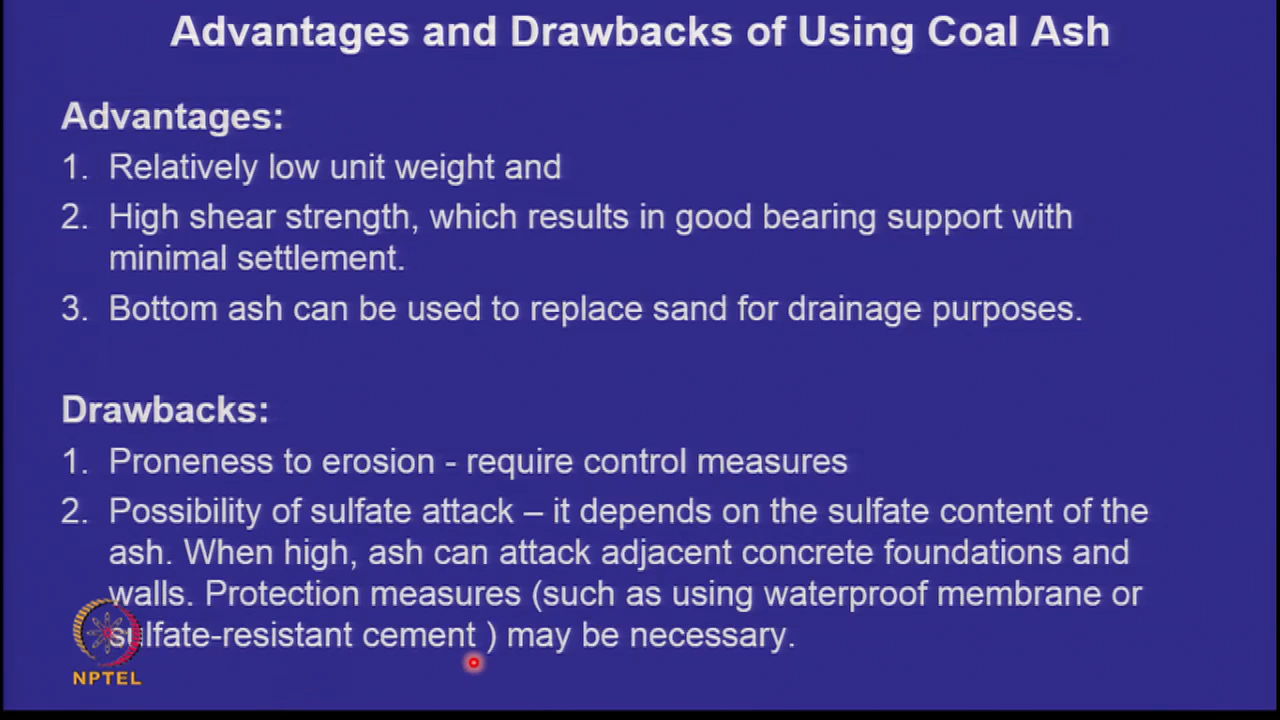 Advantages and Drawbacks of Using Coal Ash
Advantages:
1. Relatively low unit weight and
2. High shear strength, which results in good bearing support with
minimal settlement.
3. Bottom ash can be used to replace sand for drainage purposes.
Drawbacks:
1. Proneness to erosion - require control measures
2. Possibility of sulfate attack – it depends on the sulfate content of the
ash. When high, ash can attack adjacent concrete foundations and
walls. Protection measures (such as using waterproof membrane or
sulfate-resistant cement ) may be necessary.
NPTEL